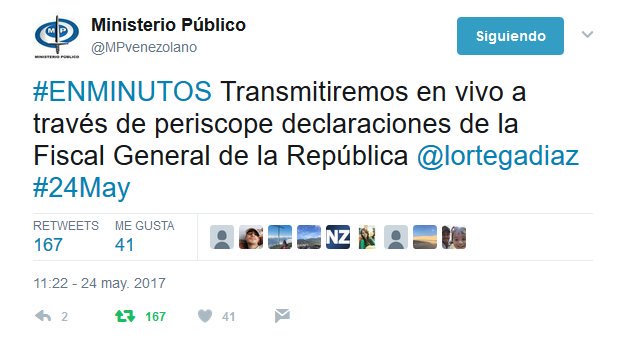 Ministerio Público
@MPvenezolano
Siguiendo
MP
MINISTERIO PÚBLICO
#ENMINUTOS Transmitiremos en vivo a
través de periscope declaraciones de la
Fiscal General de la República @lortegadiaz
#24May
RETWEETS ME GUSTA
167 41
NZ
11:22 - 24 may. 2017
2 167 41